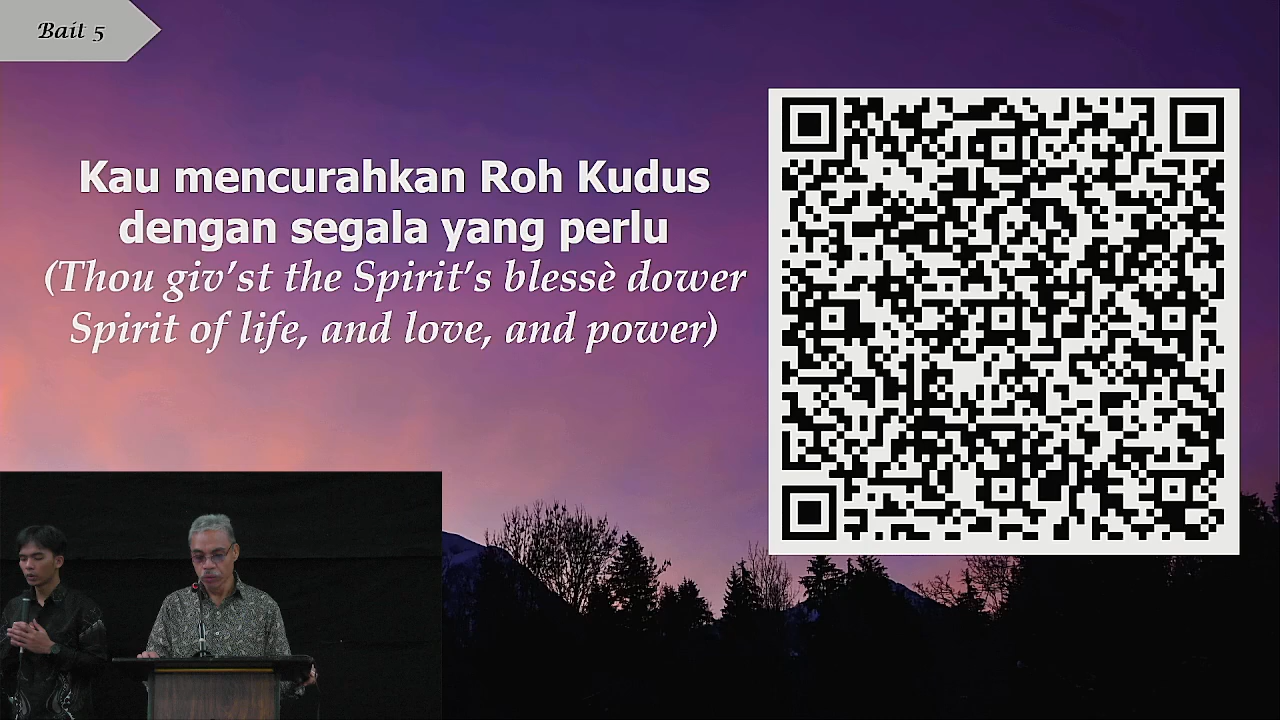 Bait 5
Kau mencurahkan Roh Kudus
dengan segala yang perlu
(Thou giv’st the Spirit’s blessè dower
Spirit of life, and love, and power)